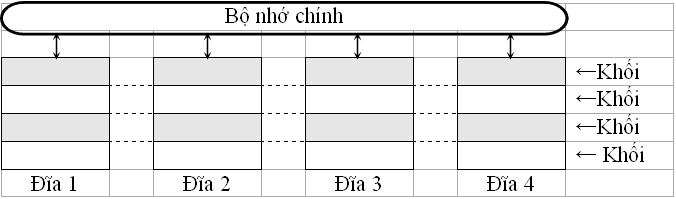 Bộ nhớ chính
←Khối
←Khối
←Khối
← Khối
Đĩa 1 Đĩa 2 Đĩa 3 Đĩa 4